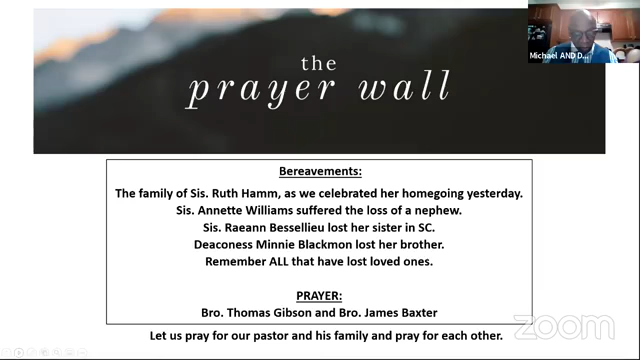 the
prayer wall
Michael AND D...
Bereavements:
The family of Sis. Ruth Hamm, as we celebrated her homegoing yesterday.
Sis. Annette Williams suffered the loss of a nephew.
Sis. Raeann Bessellieu lost her sister in SC.
Deaconess Minnie Blackmon lost her brother.
Remember ALL that have lost loved ones.
PRAYER:
Bro. Thomas Gibson and Bro. James Baxter
Let us pray for our pastor and his family and pray for each other.
zoom